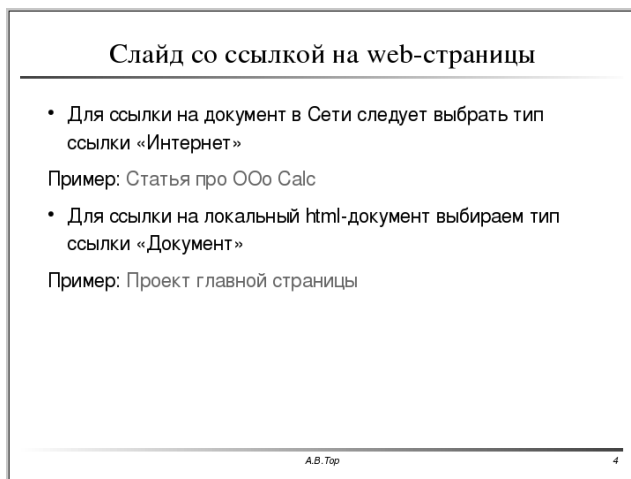 Слайд со ссылкой на web-страницы
• Для ссылки на документ в Сети следует выбрать тип
ссылки «Интернет»
Пример: Статья про OOo Calc
• Для ссылки на локальный html-документ выбираем тип
ссылки «Документ»
Пример: Проект главной страницы
А.В.Тор 4